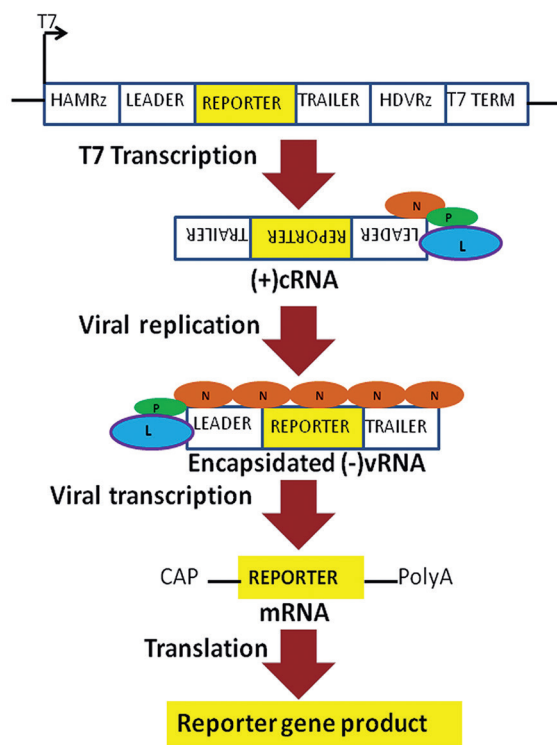 T7
HAMRz LEADER REPORTER TRAILER HDVRz T7 TERM
T7 Transcription
N
P
L
TRAILER REPORTER LEADER
(+)cRNA
Viral replication
N N N N N
P
L
LEADER REPORTER TRAILER
Encapsidated (-)vRNA
Viral transcription
CAP REPORTER PolyA
mRNA
Translation
Reporter gene product